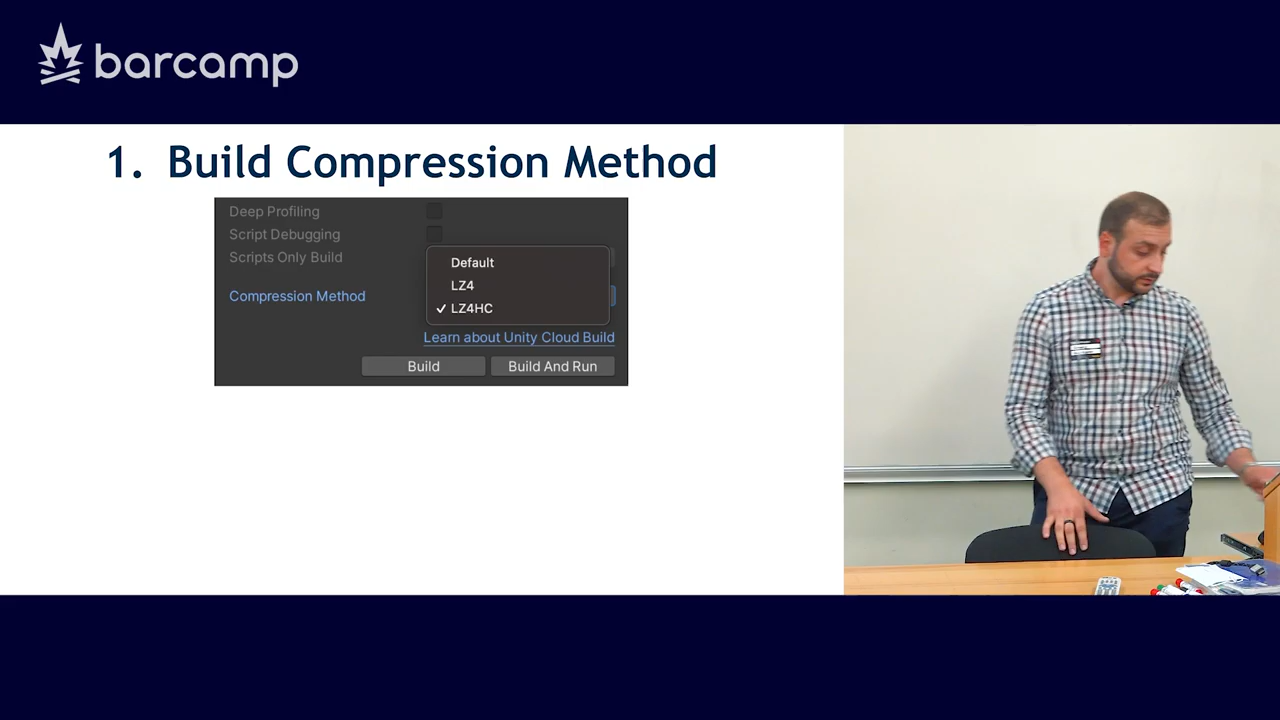 barcamp
1. Build Compression Method
Deep Profiling
Script Debugging
Scripts Only Build
Default
LZ4
Compression Method
✓ LZ4HC
Learn about Unity Cloud Build
Build
Build And Run